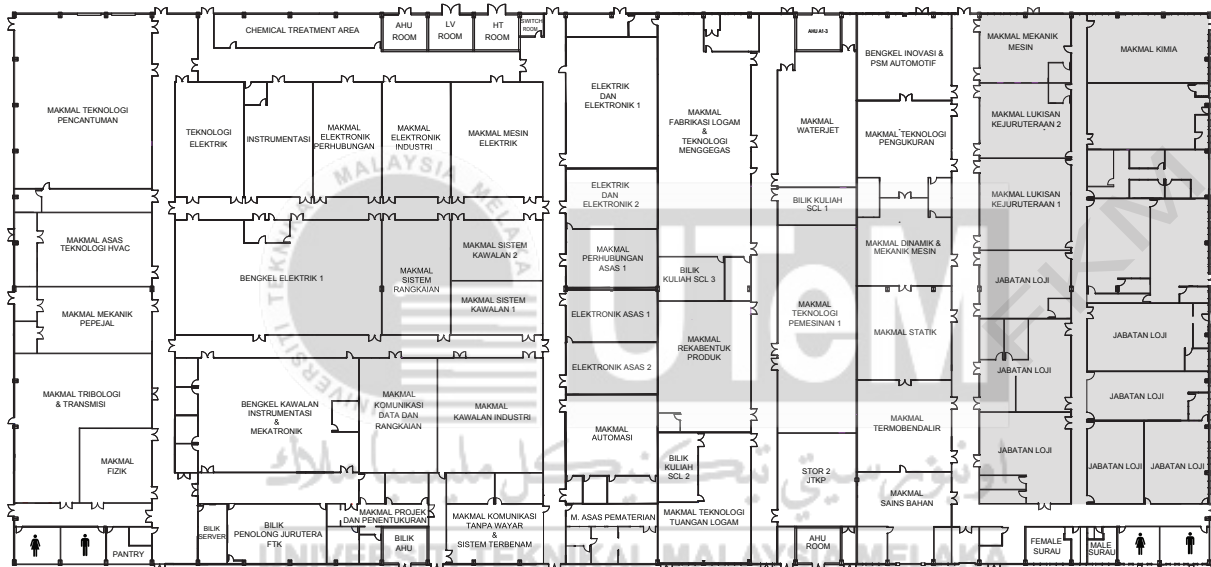 CHEMICAL TREATMENT AREA
AHU
ROOM
LV
ROOM
HT
ROOM
SWITCH
ROOM
AHU A1-3
BENGKEL INOVASI &
PSM AUTOMOTIF
MAKMAL MEKANIK
MESIN
MAKMAL KIMIA
MAKMAL TEKNOLOGI
PENCANTUMAN
TEKNOLOGI
ELEKTRIK
INSTRUMENTASI
MAKMAL
ELEKTRONIK
PERHUBUNGAN
MAKMAL
ELEKTRONIK
INDUSTRI
MAKMAL MESIN
ELEKTRIK
ELEKTRIK
DAN
ELEKTRONIK 1
MAKMAL
FABRIKASI LOGAM
&
TEKNOLOGI
MENGGEGAS
MAKMAL
WATERJET
MAKMAL TEKNOLOGI
PENGUKURAN
MAKMAL LUKISAN
KEJURUTERAAN 2
ELEKTRIK
DAN
ELEKTRONIK 2
BILIK KULIAH
SCL 1
MAKMAL LUKISAN
KEJURUTERAAN 1
MAKMAL ASAS
TEKNOLOGI HVAC
BENGKEL ELEKTRIK 1
MAKMAL
SISTEM
RANGKAIAN
MAKMAL SISTEM
KAWALAN 2
MAKMAL SISTEM
KAWALAN 1
MAKMAL
PERHUBUNGAN
ASAS 1
BILIK
KULIAH SCL 3
MAKMAL DINAMIK &
MEKANIK MESIN
JABATAN LOJI
MAKMAL MEKANIK
PEPEJAL
ELEKTRONIK ASAS 1
MAKMAL
TEKNOLOGI
PEMESINAN 1
MAKMAL STATIK
JABATAN LOJI
MAKMAL
REKABENTUK
PRODUK
ELEKTRONIK ASAS 2
JABATAN LOJI
JABATAN LOJI
MAKMAL TRIBOLOGI
& TRANSMISI
BENGKEL KAWALAN
INSTRUMENTASI
&
MEKATRONIK
MAKMAL
KOMUNIKASI
DATA DAN
RANGKAIAN
MAKMAL
KAWALAN INDUSTRI
MAKMAL
AUTOMASI
MAKMAL
TERMOBENDALIR
JABATAN LOJI
MAKMAL
FIZIK
BILIK
KULIAH
SCL 2
STOR 2
JTKP
JABATAN LOJI
JABATAN LOJI
MAKMAL
SAINS BAHAN
BILIK
SERVER
BILIK
PENOLONG JURUTERA
FTK
MAKMAL PROJEK
DAN PENENTUKURAN
BILIK
AHU
MAKMAL KOMUNIKASI
TANPA WAYAR
&
SISTEM TERBENAM
M. ASAS PEMATERIAN
MAKMAL TEKNOLOGI
TUANGAN LOGAM
AHU
ROOM
FEMALE
SURAU
MALE
SURAU
PANTRY
UTeM
UNIVERSITI TEKNIKAL MALAYSIA MELAKA
اونيۏرسيتي تيكنيكل مليسيا ملاك
UNIVERSITI TEKNIKAL MALAYSIA MELAKA
FKM